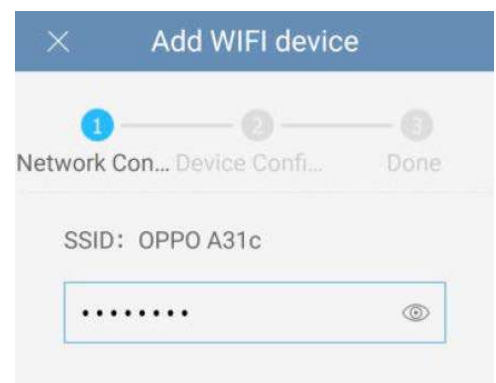 Add WIFI device
1 2 3
Network Con... Device Confi... Done
SSID: OPPO A31c
••••••••